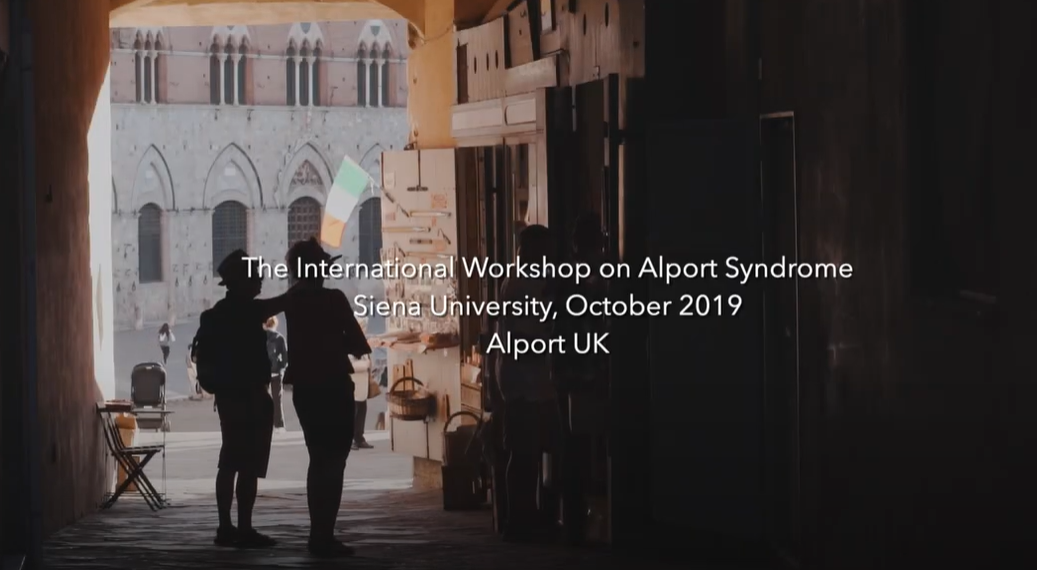 The International Workshop on Alport Syndrome
Siena University, October 2019
Alport UK